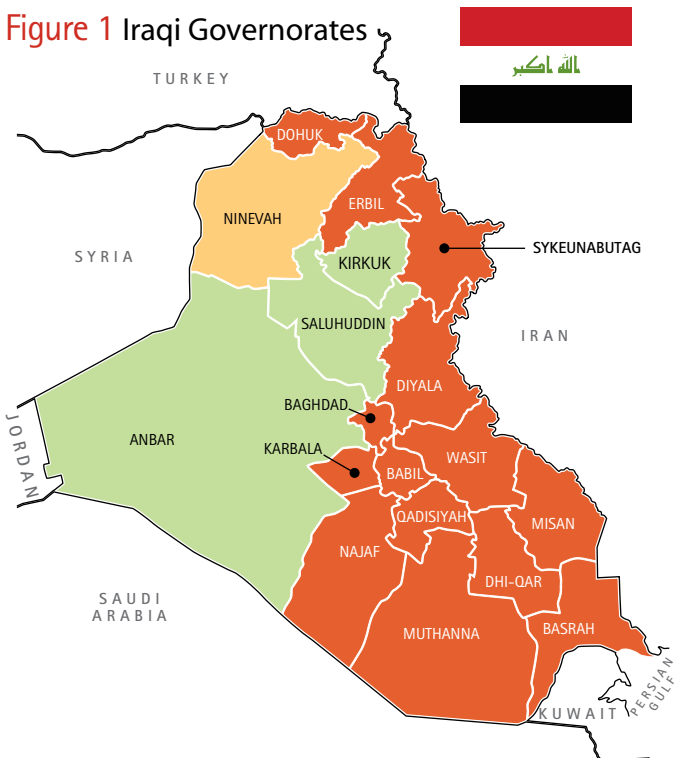 Figure 1 Iraqi Governorates
الله اكبر
TURKEY
DOHUK
ERBIL
NINEVAH
SYRIA
KIRKUK
SYKEUNABUTAG
SALUHUDDIN
IRAN
DIYALA
BAGHDAD
JORDAN
ANBAR
KARBALA
WASIT
BABIL
QADISIYAH
MISAN
NAJAF
DHI-QAR
SAUDI
ARABIA
MUTHANNA
BASRAH
PERSIAN
GULF
KUWAIT